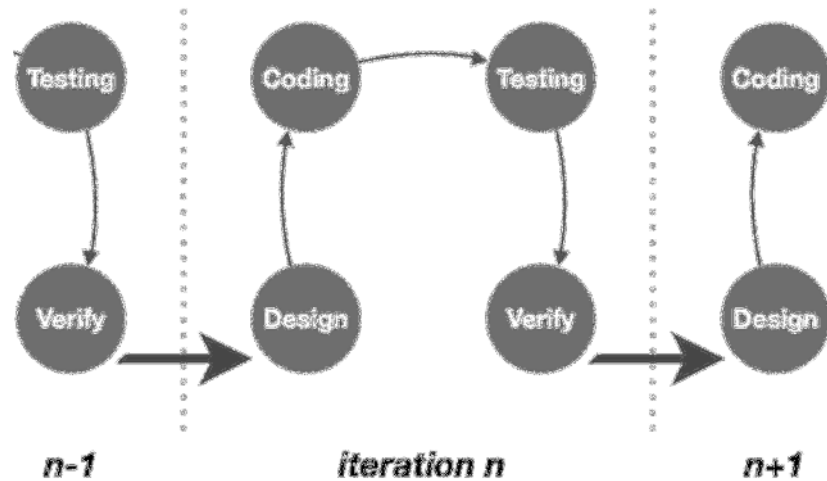 Testing Coding Testing Coding
Verify Design Verify Design
n-1 iteration n n+1